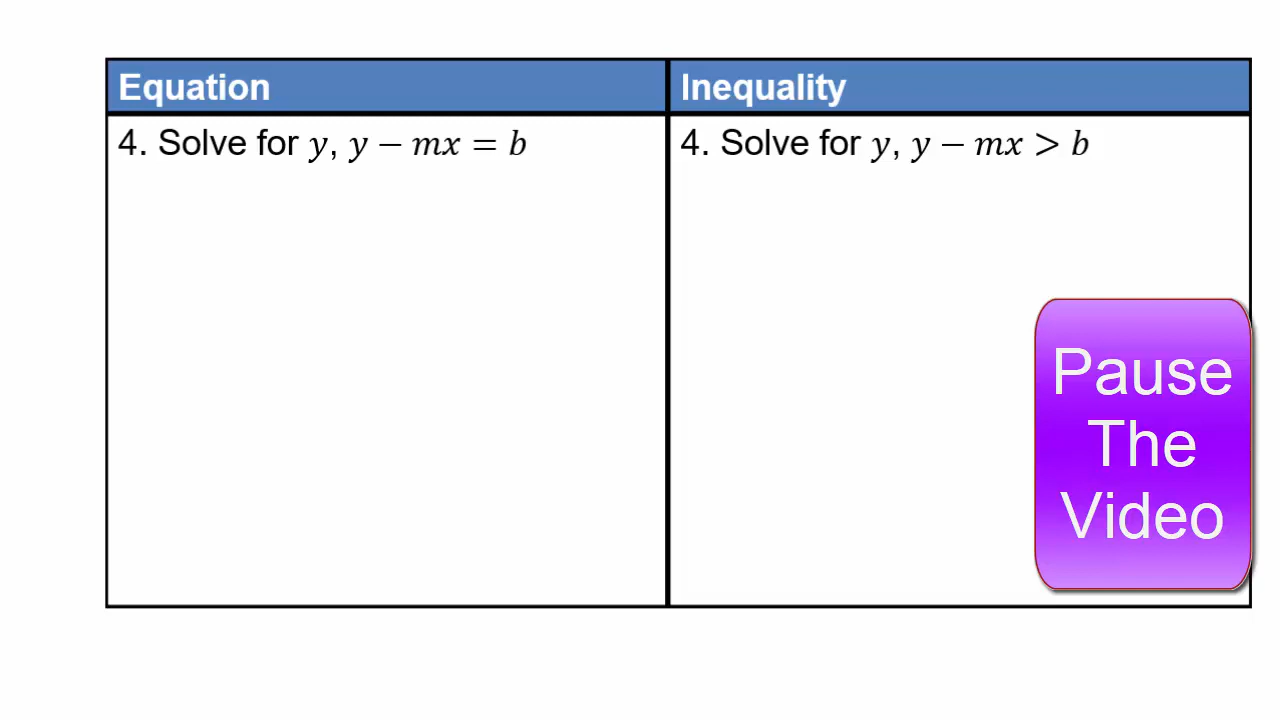 Equation
Inequality
4. Solve for y, y − mx = b
4. Solve for y, y − mx > b
Pause
The
Video